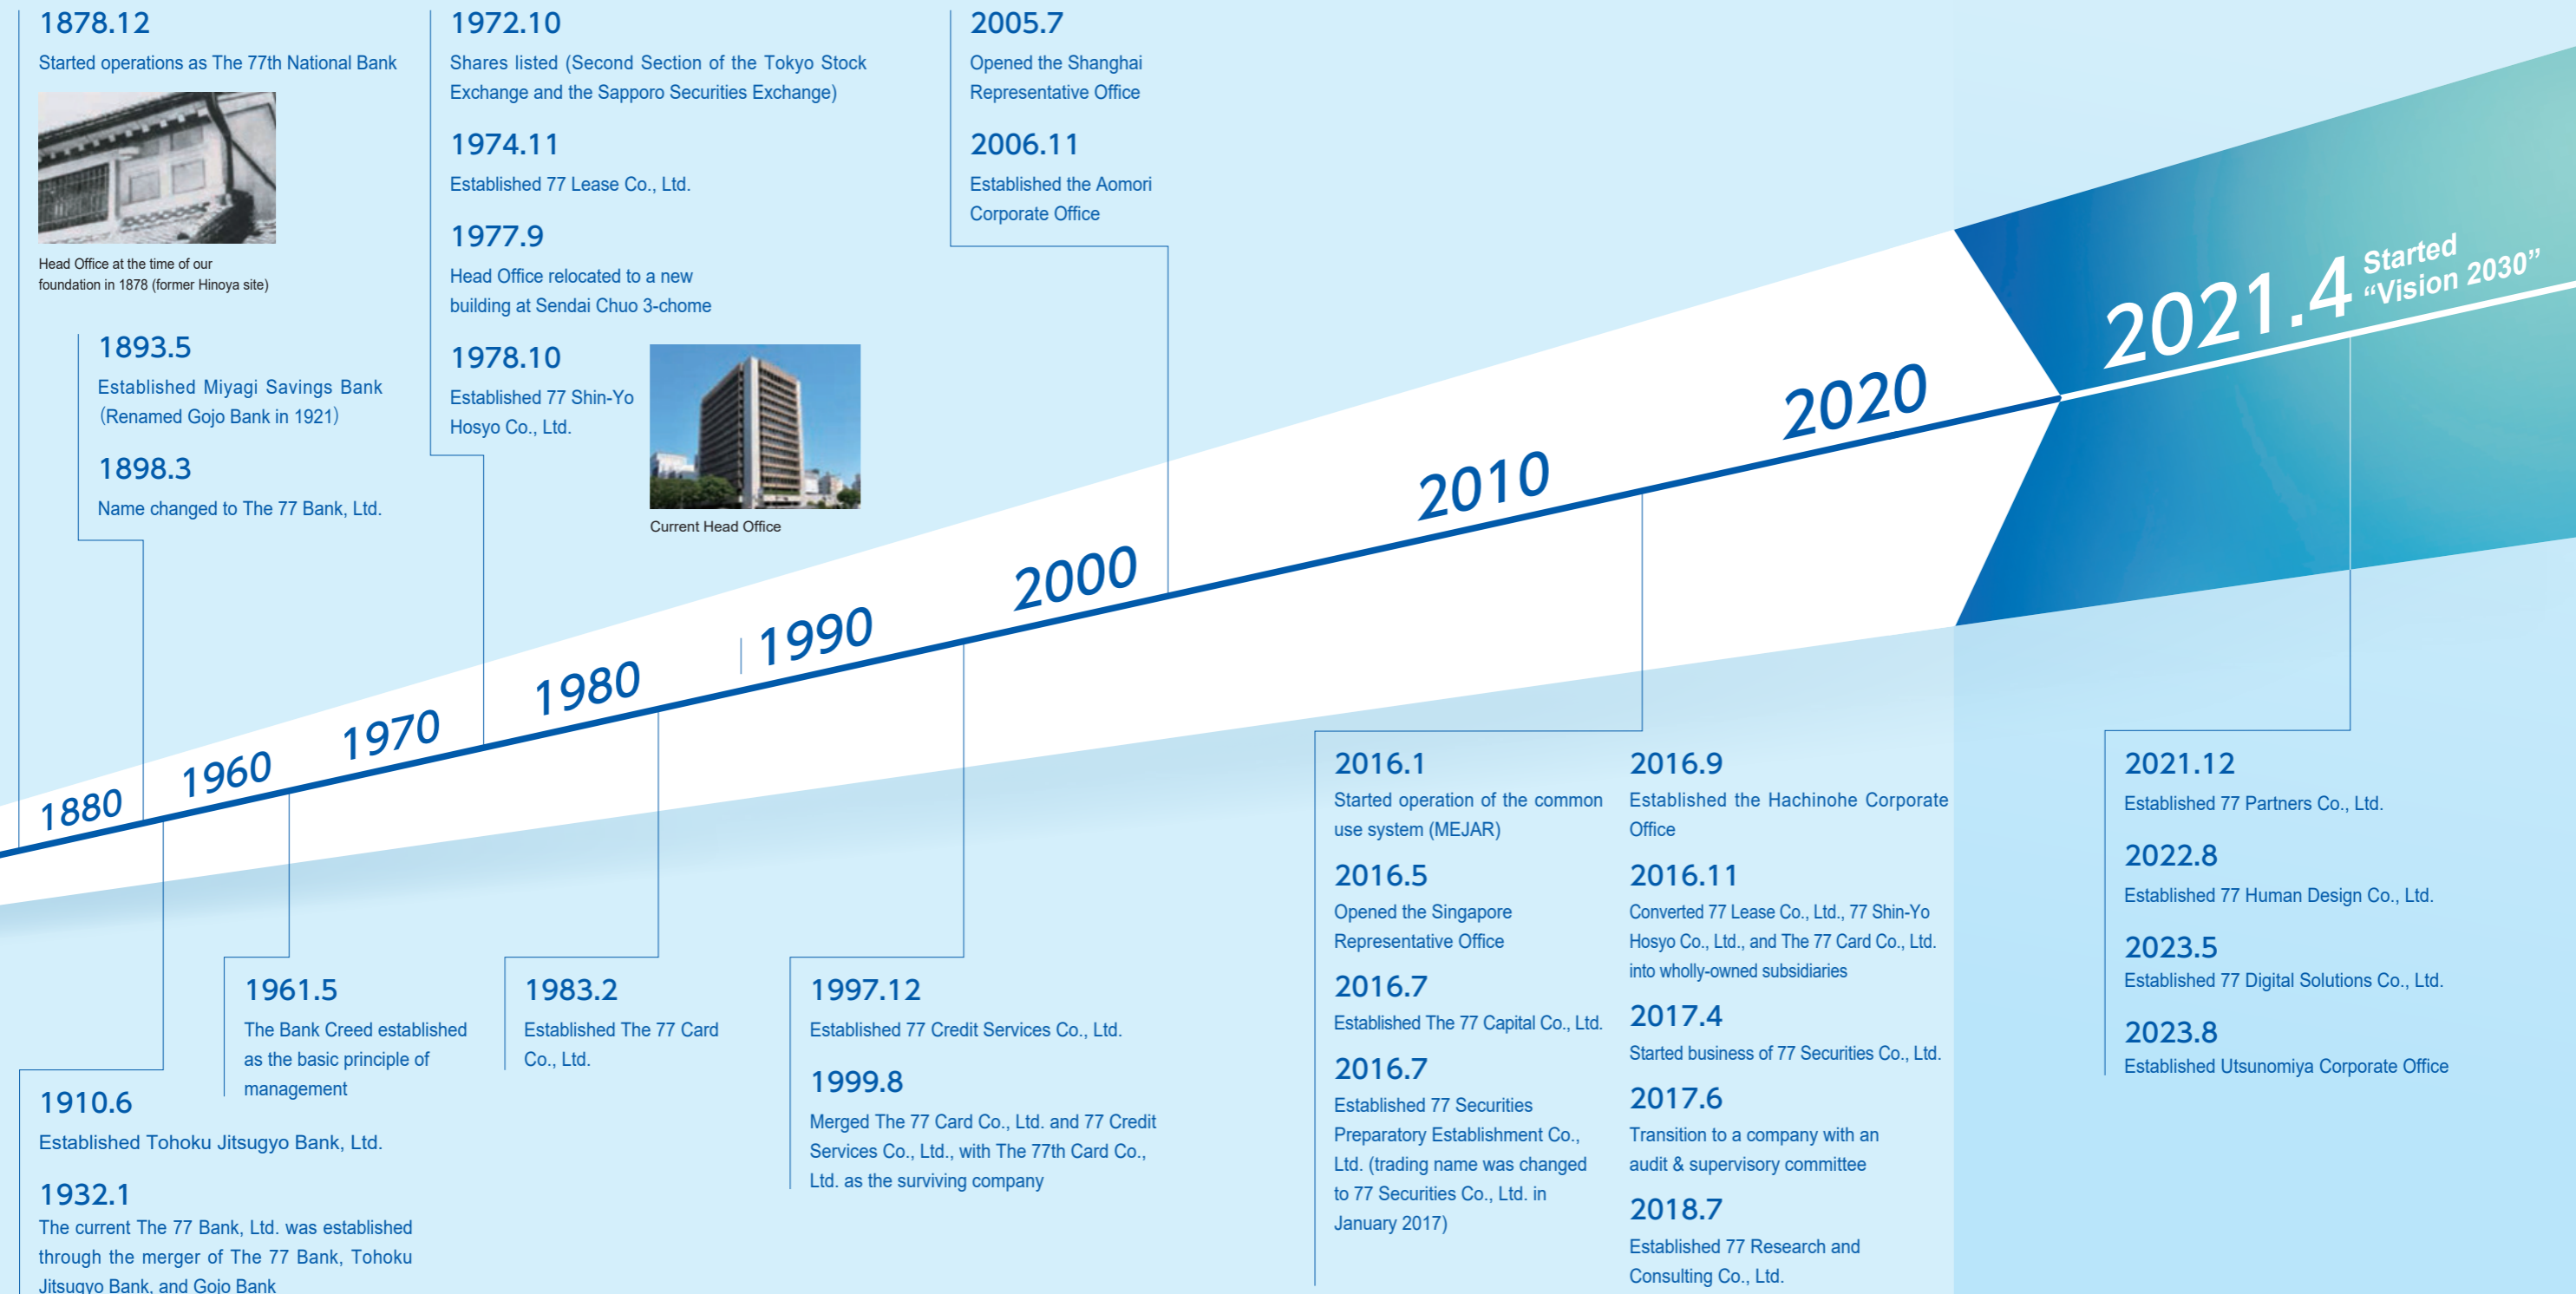 1878.12
Started operations as The 77th National Bank
Head Office at the time of our
foundation in 1878 (former Hinoya site)
1893.5
Established Miyagi Savings Bank
(Renamed Gojo Bank in 1921)
1898.3
Name changed to The 77 Bank, Ltd.
1972.10
Shares listed (Second Section of the Tokyo Stock
Exchange and the Sapporo Securities Exchange)
1974.11
Established 77 Lease Co., Ltd.
1977.9
Head Office relocated to a new
building at Sendai Chuo 3-chome
1978.10
Established 77 Shin-Yo
Hosyo Co., Ltd.
Current Head Office
2005.7
Opened the Shanghai
Representative Office
2006.11
Established the Aomori
Corporate Office
1880
1960
1970
1980
1990
2000
2010
2020
2021.4
Started
“Vision 2030”
1910.6
Established Tohoku Jitsugyo Bank, Ltd.
1932.1
The current The 77 Bank, Ltd. was established
through the merger of The 77 Bank, Tohoku
Jitsugyo Bank, and Gojo Bank
1961.5
The Bank Creed established
as the basic principle of
management
1983.2
Established The 77 Card
Co., Ltd.
1997.12
Established 77 Credit Services Co., Ltd.
1999.8
Merged The 77 Card Co., Ltd. and 77 Credit
Services Co., Ltd., with The 77th Card Co.,
Ltd. as the surviving company
2016.1
Started operation of the common
use system (MEJAR)
2016.5
Opened the Singapore
Representative Office
2016.7
Established The 77 Capital Co., Ltd.
2016.7
Established 77 Securities
Preparatory Establishment Co.,
Ltd. (trading name was changed
to 77 Securities Co., Ltd. in
January 2017)
2016.9
Established the Hachinohe Corporate
Office
2016.11
Converted 77 Lease Co., Ltd., 77 Shin-Yo
Hosyo Co., Ltd., and The 77 Card Co., Ltd.
into wholly-owned subsidiaries
2017.4
Started business of 77 Securities Co., Ltd.
2017.6
Transition to a company with an
audit & supervisory committee
2018.7
Established 77 Research and
Consulting Co., Ltd.
2021.12
Established 77 Partners Co., Ltd.
2022.8
Established 77 Human Design Co., Ltd.
2023.5
Established 77 Digital Solutions Co., Ltd.
2023.8
Established Utsunomiya Corporate Office